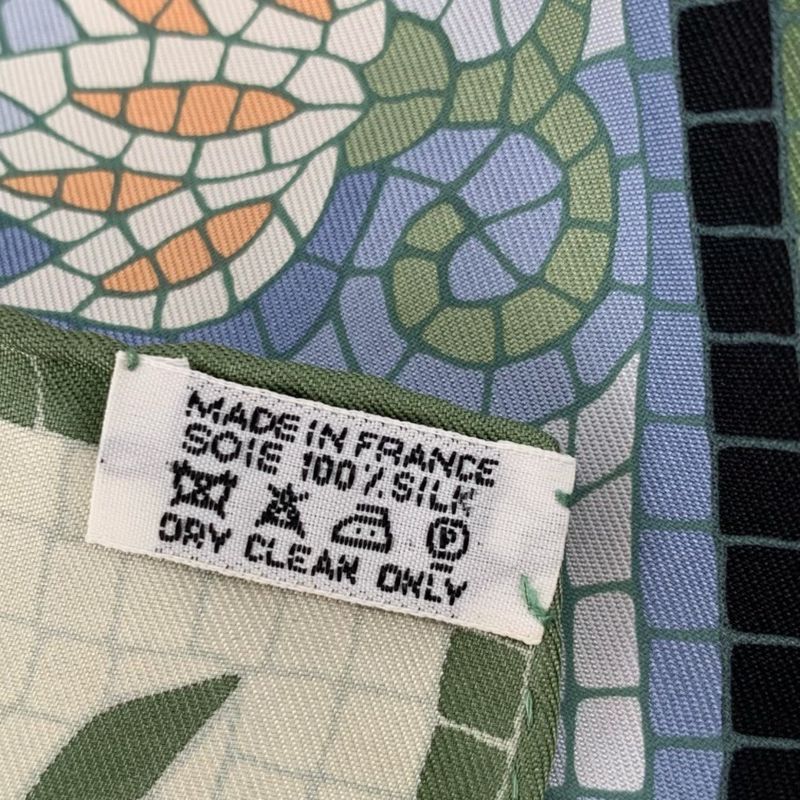 MADE IN FRANCE
SOIE 100% SILK
P
DRY CLEAN ONLY